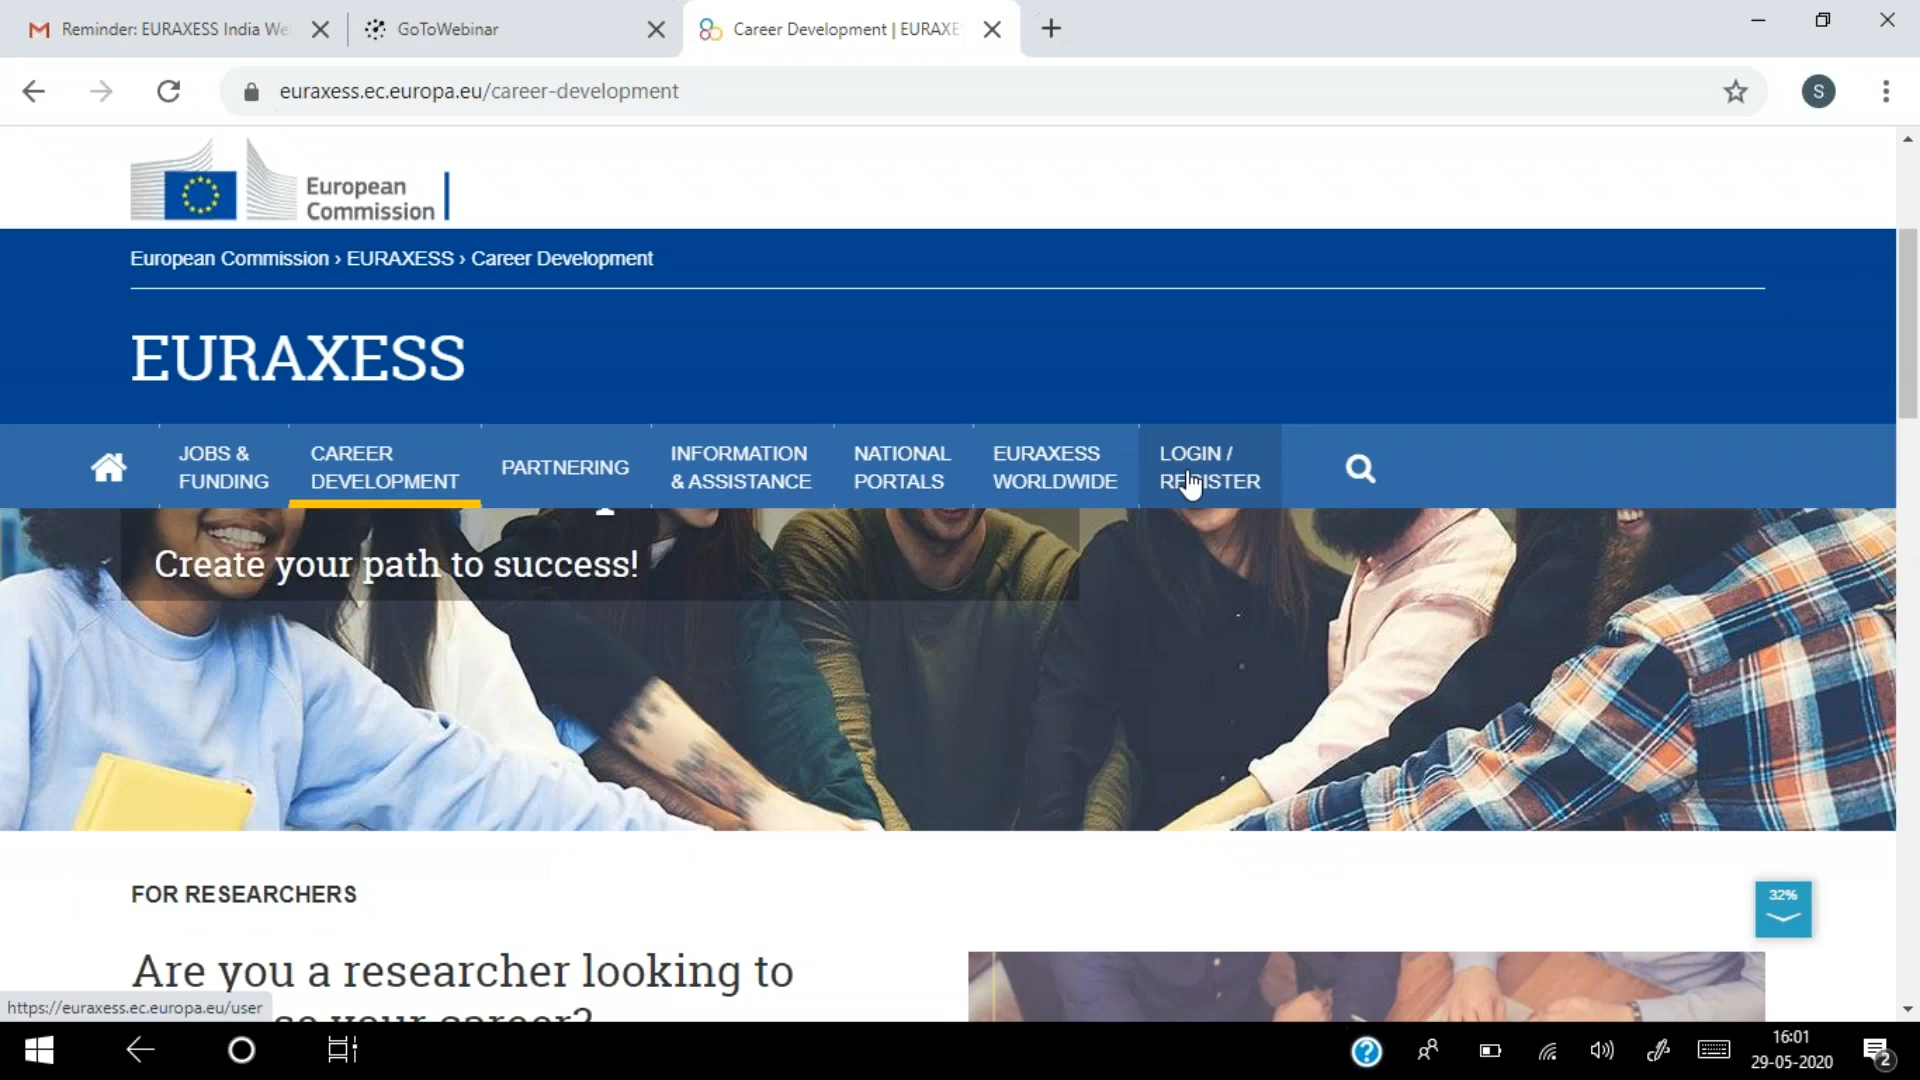 Reminder: EURAXESS India We
GoToWebinar
Career Development | EURAXE
euraxess.ec.europa.eu/career-development
S
European
Commission
European Commission › EURAXESS › Career Development
EURAXESS
JOBS &
FUNDING
CAREER
DEVELOPMENT
PARTNERING
INFORMATION
& ASSISTANCE
NATIONAL
PORTALS
EURAXESS
WORLDWIDE
LOGIN /
REGISTER
Create your path to success!
FOR RESEARCHERS
32%
Are you a researcher looking to
your career?
https://euraxess.ec.europa.eu/user
16:01
29-05-2020
2